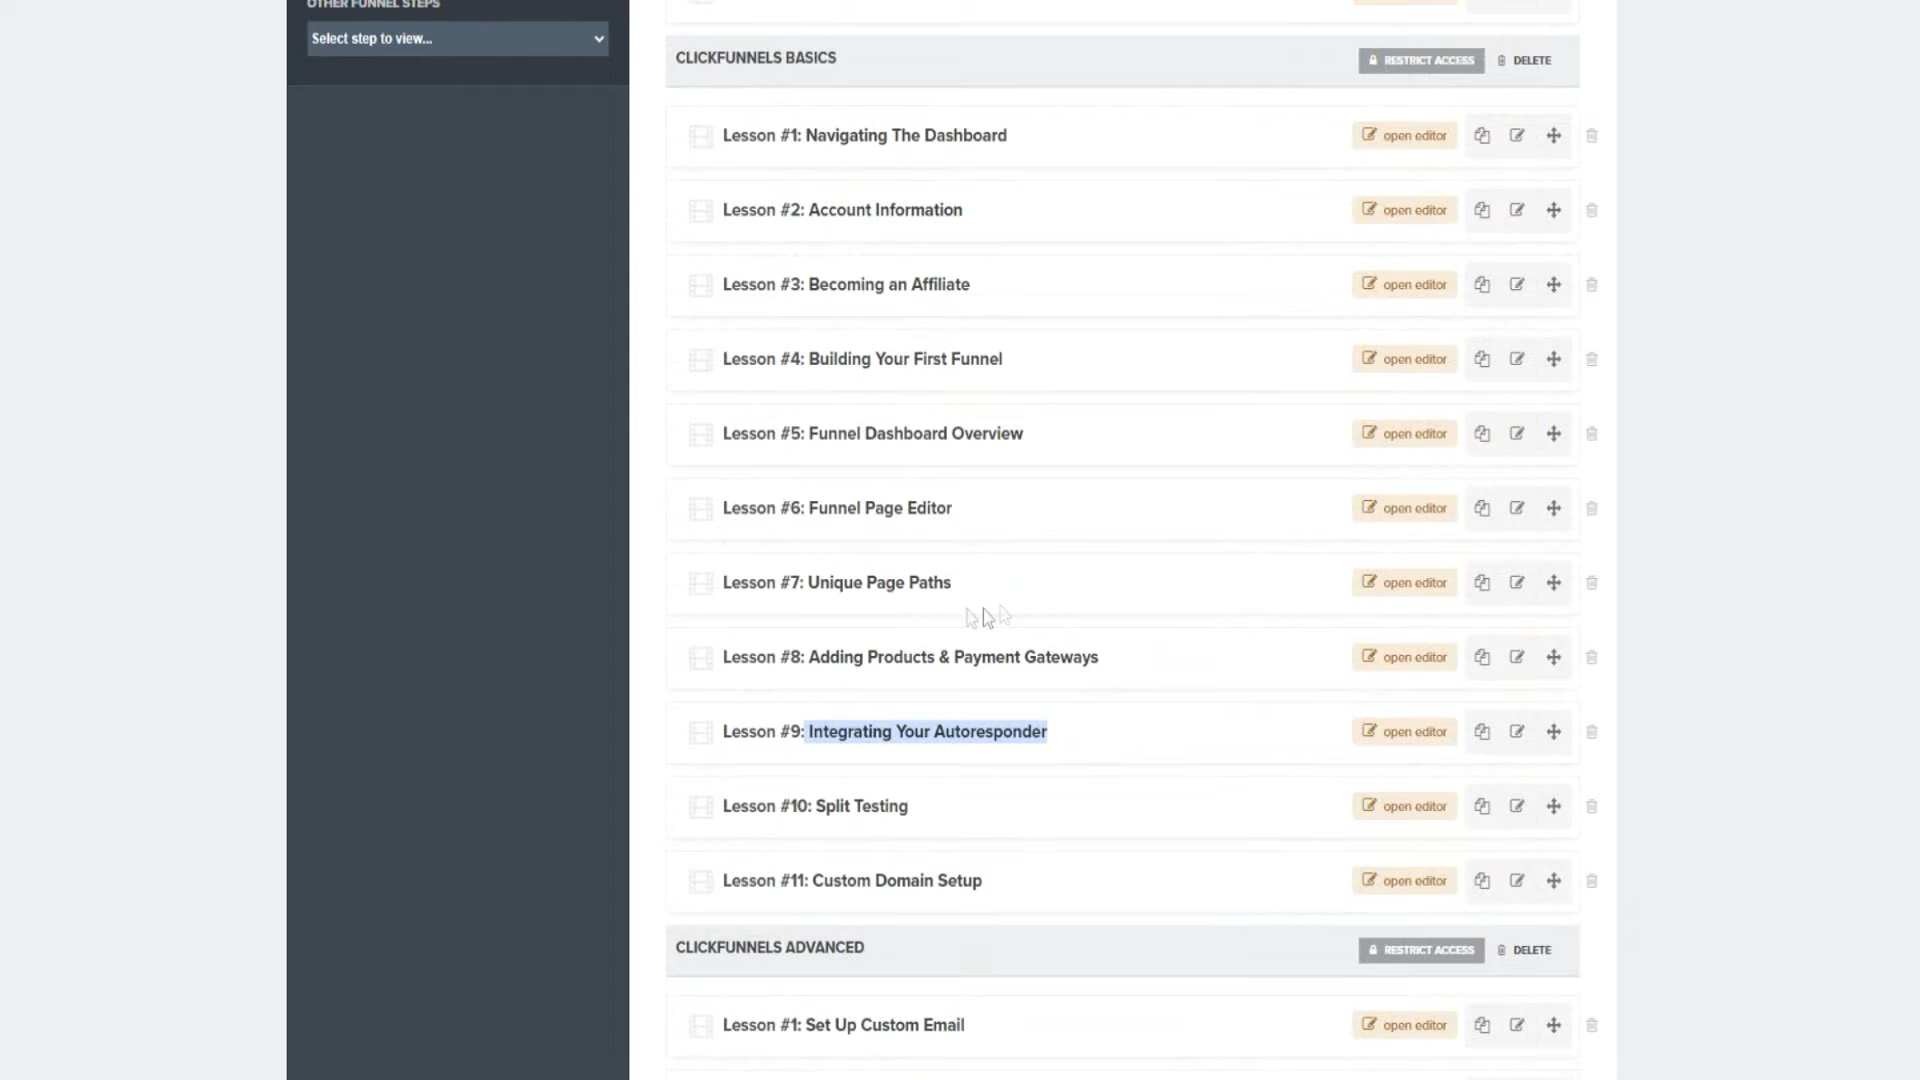 OTHER FUNNEL STEPS
Select step to view...
CLICKFUNNELS BASICS
RESTRICT ACCESS
DELETE
Lesson #1: Navigating The Dashboard
open editor
Lesson #2: Account Information
open editor
Lesson #3: Becoming an Affiliate
open editor
Lesson #4: Building Your First Funnel
open editor
Lesson #5: Funnel Dashboard Overview
open editor
Lesson #6: Funnel Page Editor
open editor
Lesson #7: Unique Page Paths
open editor
Lesson #8: Adding Products & Payment Gateways
open editor
Lesson #9: Integrating Your Autoresponder
open editor
Lesson #10: Split Testing
open editor
Lesson #11: Custom Domain Setup
open editor
CLICKFUNNELS ADVANCED
RESTRICT ACCESS
DELETE
Lesson #1: Set Up Custom Email
open editor